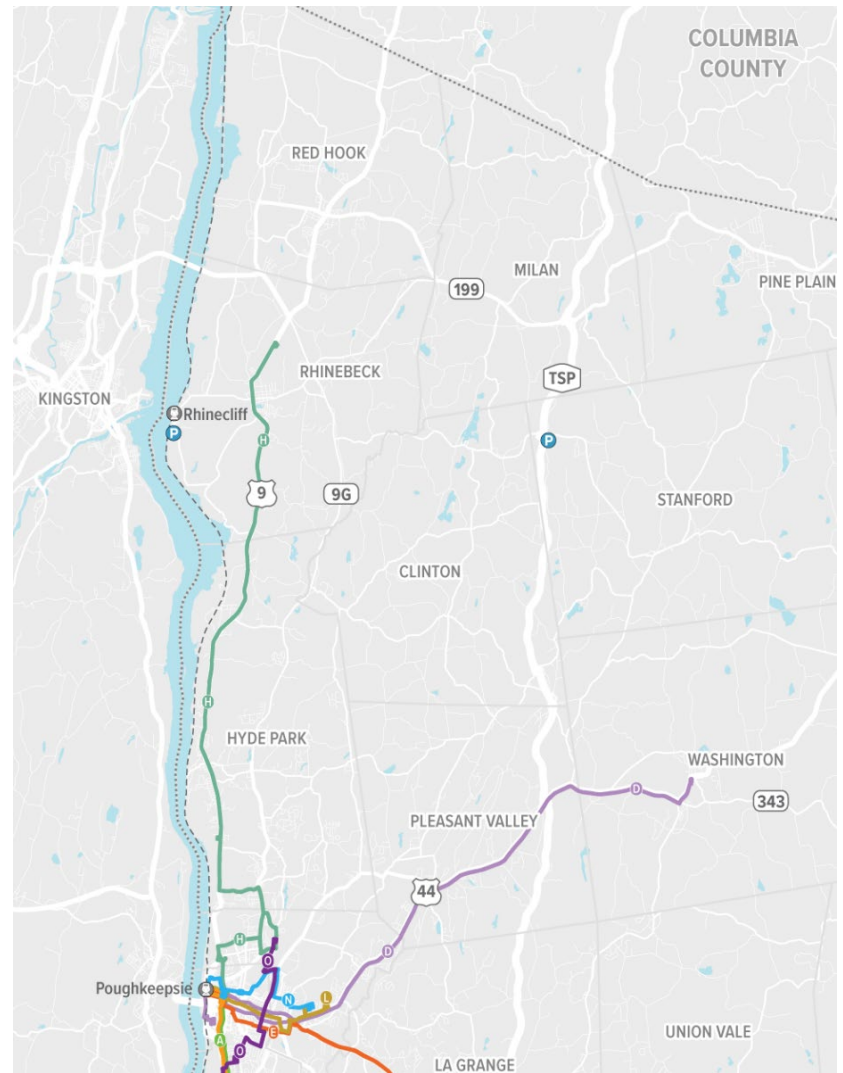 COLUMBIA
COUNTY
RED HOOK
MILAN
199
PINE PLAIN
TSP
RHINEBECK
KINGSTON
Rhinecliff
P
P
H
9
9G
STANFORD
CLINTON
H
HYDE PARK
WASHINGTON
D
343
PLEASANT VALLEY
44
H
D
O
Poughkeepsie
L
N
E
A
O
UNION VALE
LA GRANGE